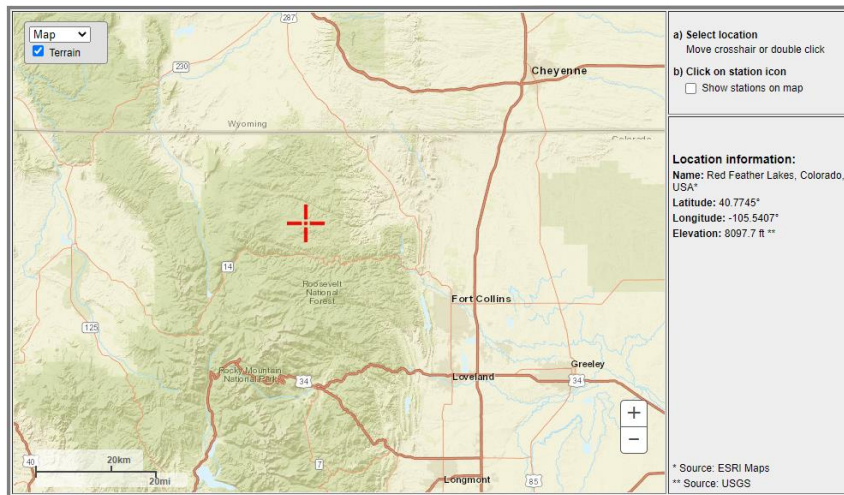 Map
Terrain
287
230
Cheyenne
Wyoming
Colorado
14
Roosevelt
National
Forest
Fort Collins
125
Rocky Mountain
National Park
34
Loveland
Greeley
34
+
−
40
20km
20mi
7
Longmont
85
a) Select location
Move crosshair or double click
b) Click on station icon
Show stations on map
Location information:
Name: Red Feather Lakes, Colorado,
USA*
Latitude: 40.7745°
Longitude: -105.5407°
Elevation: 8097.7 ft **
* Source: ESRI Maps
** Source: USGS